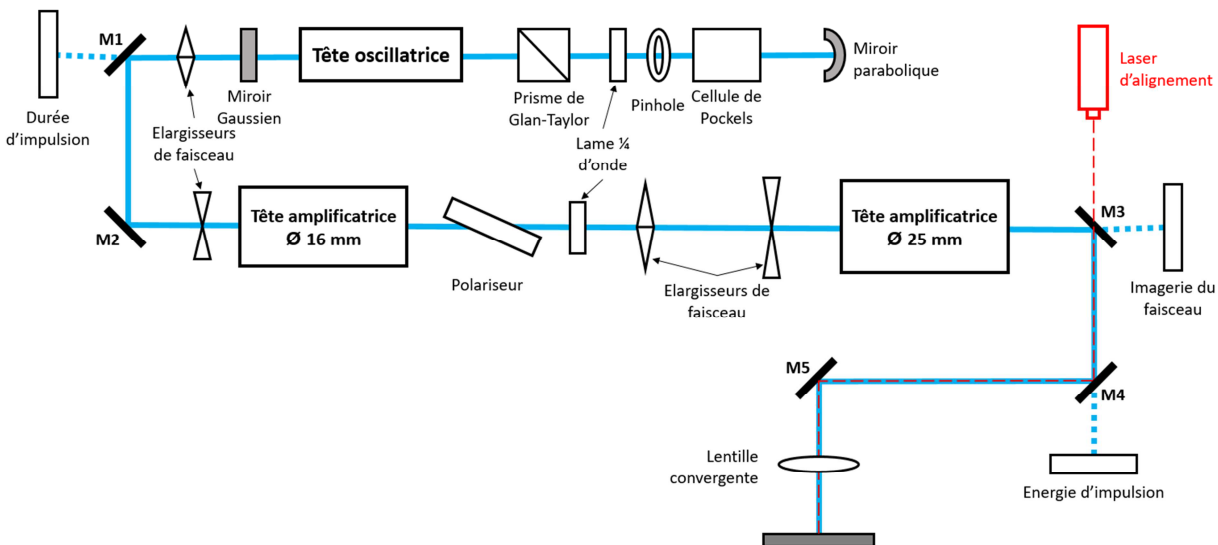 M1
Tête oscillatrice
Miroir
parabolique
Laser
d’alignement
Durée
d’impulsion
Miroir
Gaussien
Prisme de
Glan-Taylor
Pinhole
Cellule de
Pockels
Elargisseurs
de faisceau
Lame ¼
d’onde
M2
Tête amplificatrice
Ø 16 mm
Tête amplificatrice
Ø 25 mm
M3
Polariseur
Elargisseurs de
faisceau
Imagerie du
faisceau
M5
M4
Lentille
convergente
Energie d’impulsion